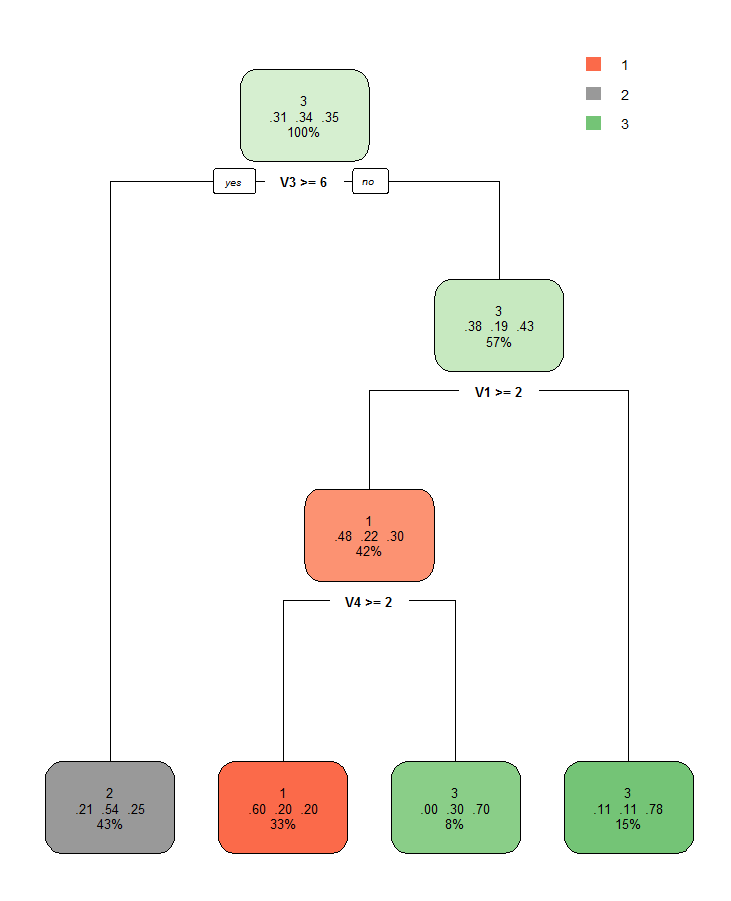 1
2
3
3
.31 .34 .35
100%
yes V3 >= 6 no
3
.38 .19 .43
57%
V1 >= 2
1
.48 .22 .30
42%
V4 >= 2
2
.21 .54 .25
43%
1
.60 .20 .20
33%
3
.00 .30 .70
8%
3
.11 .11 .78
15%